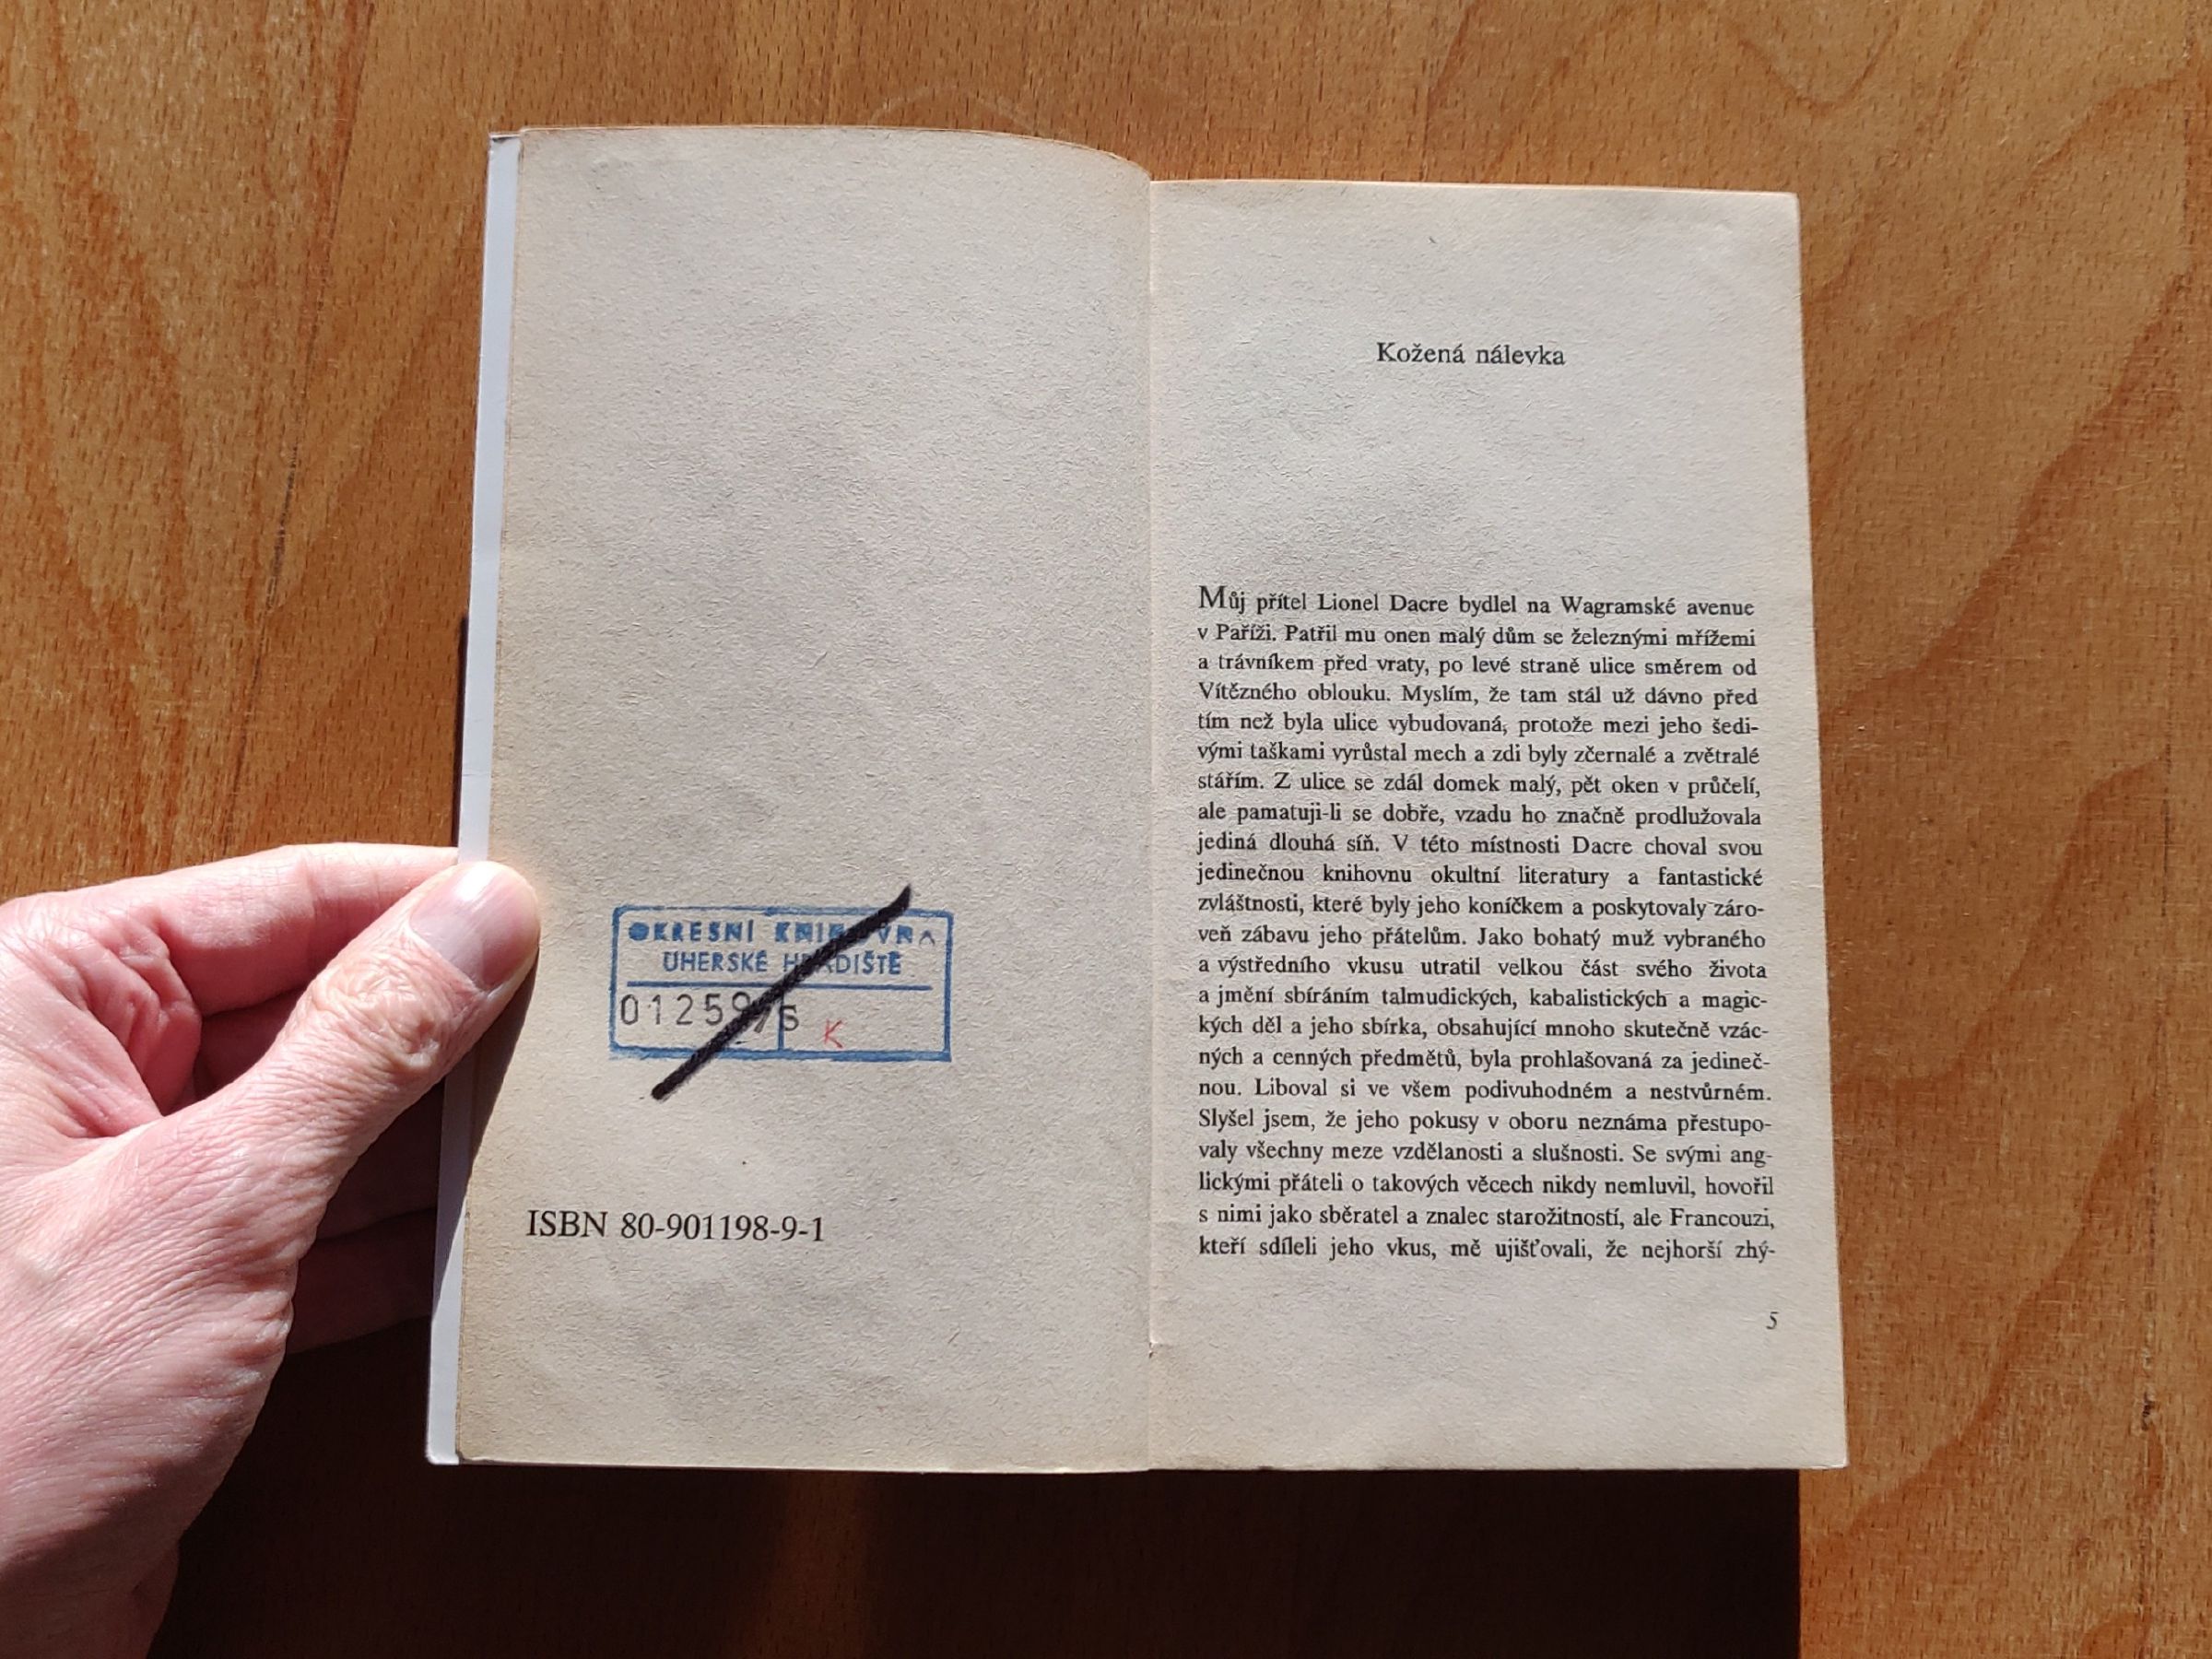 OKRESNÍ KNIHOVNA
UHERSKÉ HRADIŠTĚ
K
ISBN 80-901198-9-1
Kožená nálevka
Můj přítel Lionel Dacre bydlel na Wagramské avenue
v Paříži. Patřil mu onen malý dům se železnými mřížemi
a trávníkem před vraty, po levé straně ulice směrem od
Vítězného oblouku. Myslím, že tam stál už dávno před
tím než byla ulice vybudovaná, protože mezi jeho šedi-
vými taškami vyrůstal mech a zdi byly zčernalé a zvětralé
stářím. Z ulice se zdál domek malý, pět oken v průčelí,
ale pamatuji-li se dobře, vzadu ho značně prodlužovala
jediná dlouhá síň. V této místnosti Dacre choval svou
jedinečnou knihovnu okultní literatury a fantastické
zvláštnosti, které byly jeho koníčkem a poskytovaly záro-
veň zábavu jeho přátelům. Jako bohatý muž vybraného
a výstředního vkusu utratil velkou část svého života
a jmění sbíráním talmudických, kabalistických a magic-
kých děl a jeho sbírka, obsahující mnoho skutečně vzác-
ných a cenných předmětů, byla prohlašovaná za jedineč-
nou. Liboval si ve všem podivuhodném a nestvůrném.
Slyšel jsem, že jeho pokusy v oboru neznáma přestupo-
valy všechny meze vzdělanosti a slušnosti. Se svými ang-
lickými přáteli o takových věcech nikdy nemluvil, hovořil
s nimi jako sběratel a znalec starožitností, ale Francouzi,
kteří sdíleli jeho vkus, mě ujišťovali, že nejhorší zhý-
5